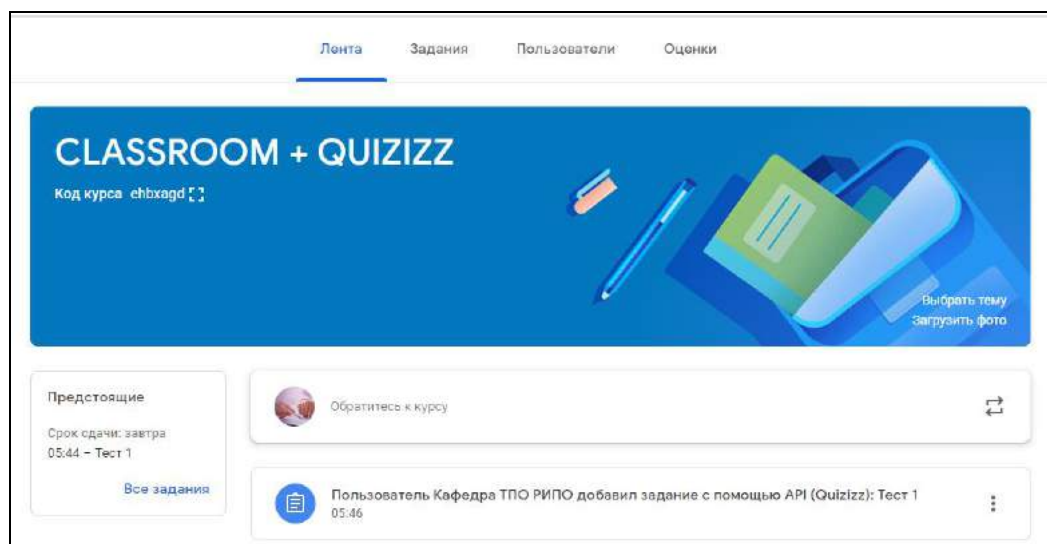 Лента Задания Пользователи Оценки
CLASSROOM + QUIZIZZ
Код курса ehbxagd
Выбрать тему
Загрузить фото
Предстоящие
Срок сдачи: завтра
05:44 – Тест 1
Все задания
Обратитесь к курсу
Пользователь Кафедра ТПО РИПО добавил задание с помощью API (Quizizz): Тест 1
05:46